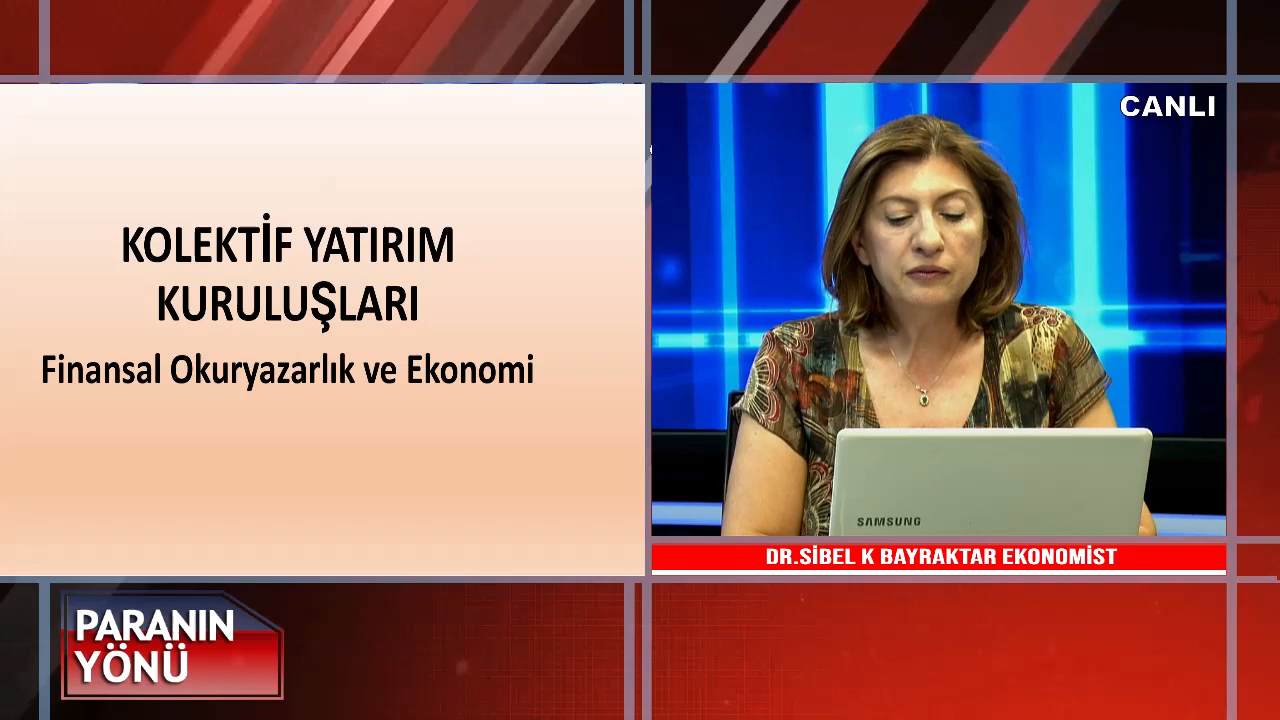 KOLEKTİF YATIRIM
KURULUŞLARI
Finansal Okuryazarlık ve Ekonomi
CANLI
SAMSUNG
DR.SİBEL K BAYRAKTAR EKONOMİST
PARANIN
YÖNÜ